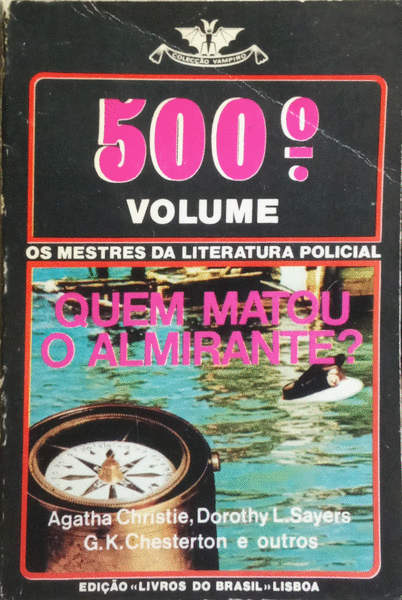 COLECÇÃO VAMPIRO
500º
VOLUME
OS MESTRES DA LITERATURA POLICIAL
QUEM MATOU
O ALMIRANTE?
Agatha Christie, Dorothy L. Sayers
G. K. Chesterton e outros
EDIÇÃO «LIVROS DO BRASIL» LISBOA